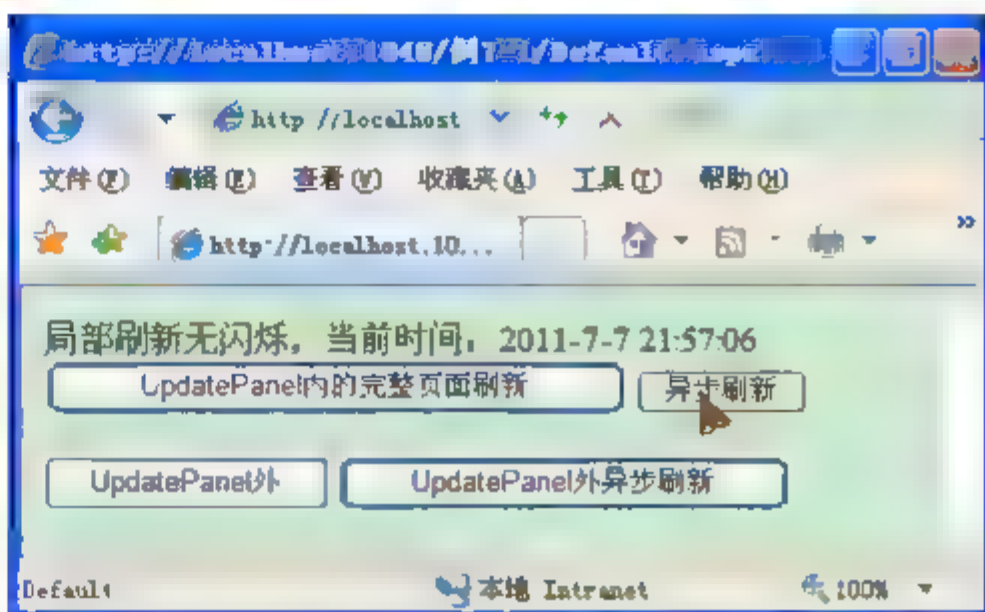 http //localhost
文件(F) 编辑(E) 查看(V) 收藏夹(A) 工具(T) 帮助(H)
http://localhost.10...
局部刷新无闪烁，当前时间：2011-7-7 21:57:06
UpdatePanel内的完整页面刷新 异步刷新
UpdatePanel外 UpdatePanel外异步刷新
Default 本地 Intranet 100%